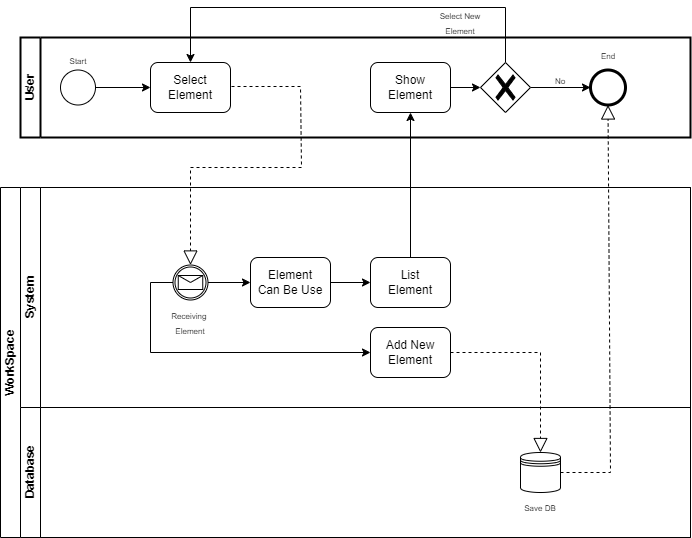 Select New
Element
User
Start
Select
Element
Show
Element
No
End
WorkSpace
System
Element
Can Be Use
List
Element
Receiving
Element
Add New
Element
Database
Save DB